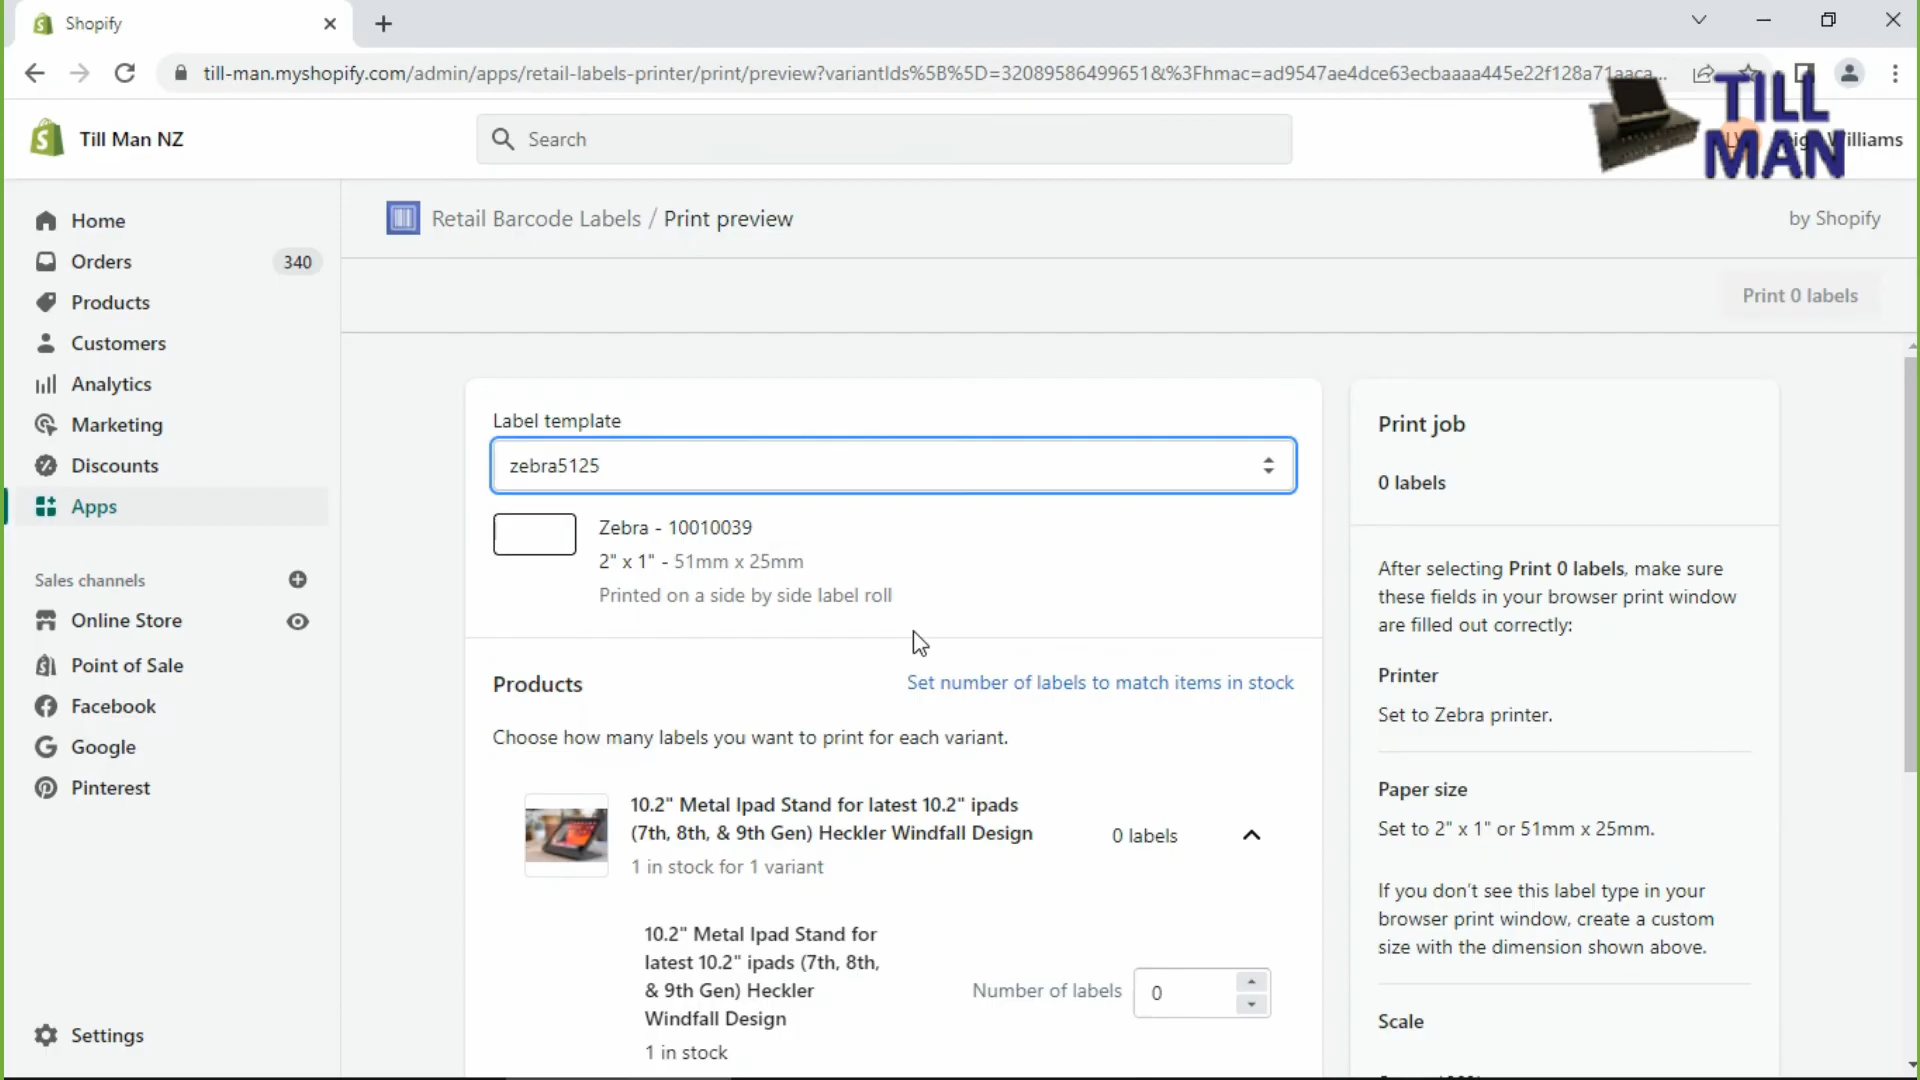 Shopify
till-man.myshopify.com/admin/apps/retail-labels-printer/print/preview?variantIds%5B%5D=32089586499651&%3Fhmac=ad9547ae4dce63ecbaaaa445e22f128a71aaca...
Till Man NZ
Search
TILL
MAN
Williams
Home
Orders 340
Products
Customers
Analytics
Marketing
Discounts
Apps
Sales channels
Online Store
Point of Sale
Facebook
Google
Pinterest
Settings
Retail Barcode Labels / Print preview
by Shopify
Print 0 labels
Label template
zebra5125
Zebra - 10010039
2" x 1" - 51mm x 25mm
Printed on a side by side label roll
Products
Set number of labels to match items in stock
Choose how many labels you want to print for each variant.
10.2" Metal Ipad Stand for latest 10.2" ipads
(7th, 8th, & 9th Gen) Heckler Windfall Design
1 in stock for 1 variant
0 labels
10.2" Metal Ipad Stand for
latest 10.2" ipads (7th, 8th,
& 9th Gen) Heckler
Windfall Design
1 in stock
Number of labels 0
Print job
0 labels
After selecting Print 0 labels, make sure
these fields in your browser print window
are filled out correctly:
Printer
Set to Zebra printer.
Paper size
Set to 2" x 1" or 51mm x 25mm.
If you don't see this label type in your
browser print window, create a custom
size with the dimension shown above.
Scale